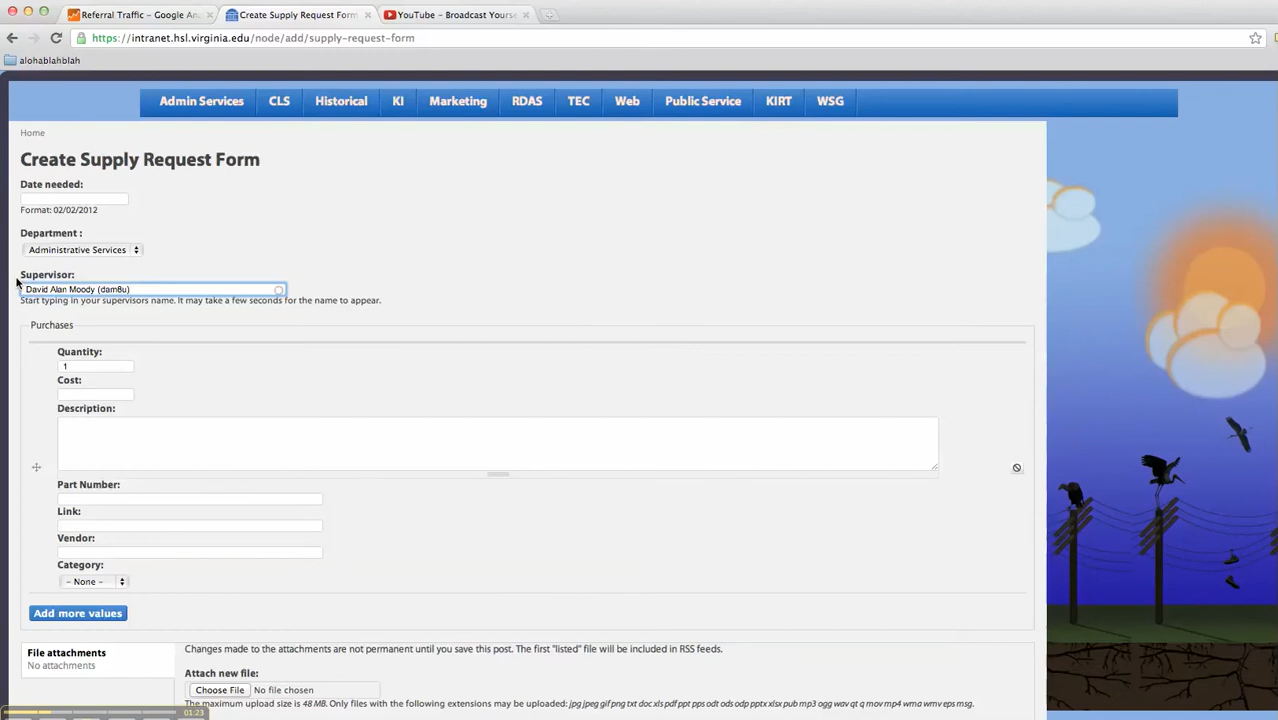 Referral Traffic – Google An
Create Supply Request Form
YouTube – Broadcast Yourse
https://intranet.hsl.virginia.edu/node/add/supply-request-form
alohablahblah
Admin Services CLS Historical KI Marketing RDAS TEC Web Public Service KIRT WSG
Home
Create Supply Request Form
Date needed:
Format: 02/02/2012
Department :
Administrative Services
Supervisor:
David Alan Moody (dam8u)
Start typing in your supervisors name. It may take a few seconds for the name to appear.
Purchases
Quantity:
1
Cost:
Description:
Part Number:
Link:
Vendor:
Category:
– None –
Add more values
File attachments
No attachments
Changes made to the attachments are not permanent until you save this post. The first "listed" file will be included in RSS feeds.
Attach new file:
Choose File No file chosen
The maximum upload size is 48 MB. Only files with the following extensions may be uploaded: jpg jpeg gif png txt doc xls pdf ppt pps odt ods odp pptx xlsx pub mp3 ogg wav qt q mov mp4 wma wmv eps msg.
01:23